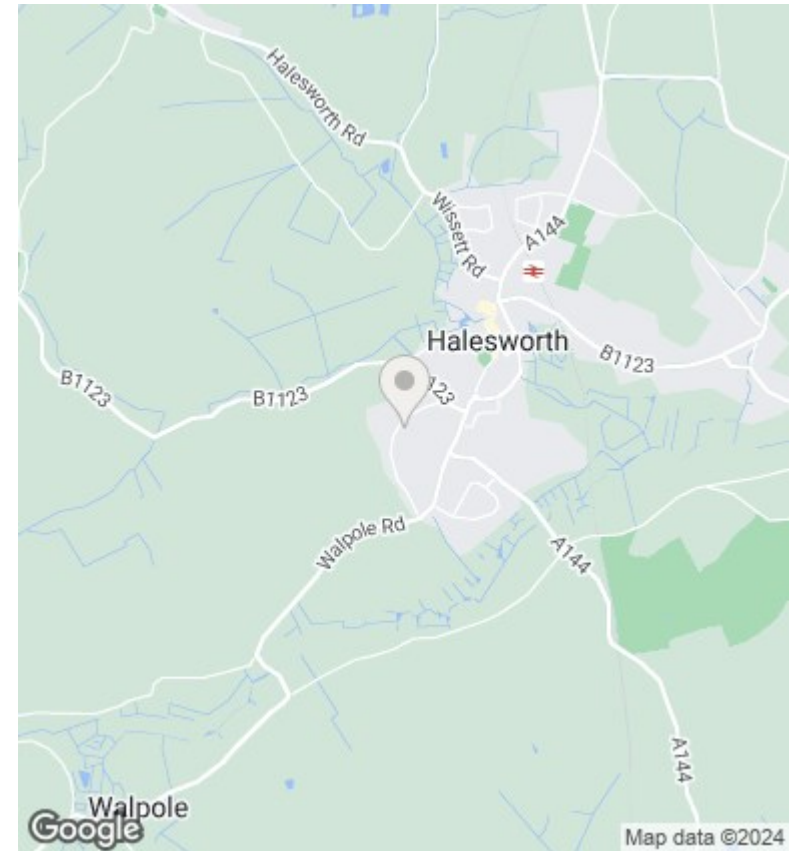 Halesworth Rd
Wissett Rd
A144
Halesworth
B1123
B1123
B1123
123
Walpole Rd
A144
A144
Walpole
Google
Map data ©2024